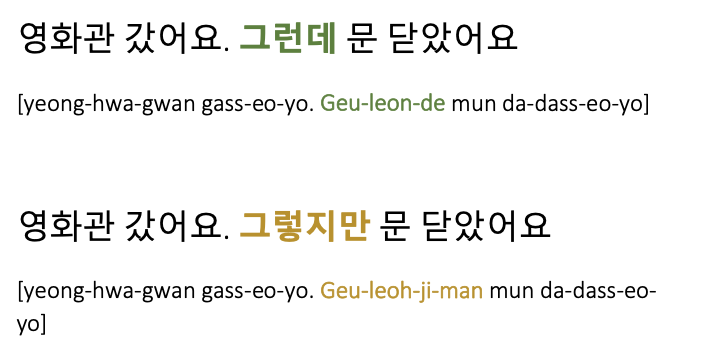 영화관 갔어요. 그런데 문 닫았어요
[yeong-hwa-gwan gass-eo-yo. Geu-leon-de mun da-dass-eo-yo]
영화관 갔어요. 그렇지만 문 닫았어요
[yeong-hwa-gwan gass-eo-yo. Geu-leoh-ji-man mun da-dass-eo-
yo]